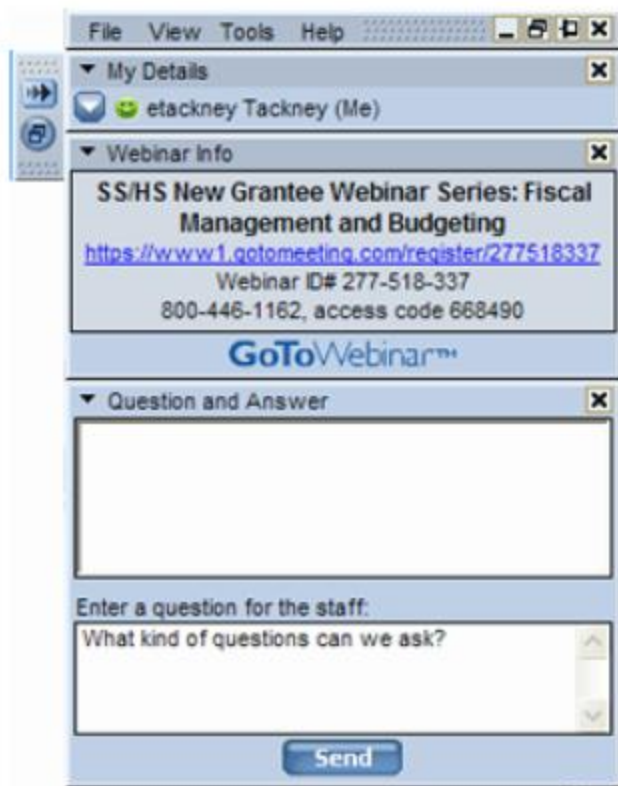 File View Tools Help
My Details
etackney Tackney (Me)
Webinar Info
SS/HS New Grantee Webinar Series: Fiscal
Management and Budgeting
https://www1.gotomeeting.com/register/277518337
Webinar ID# 277-518-337
800-446-1162, access code 668490
GoToWebinar™
Question and Answer
Enter a question for the staff:
What kind of questions can we ask?
Send